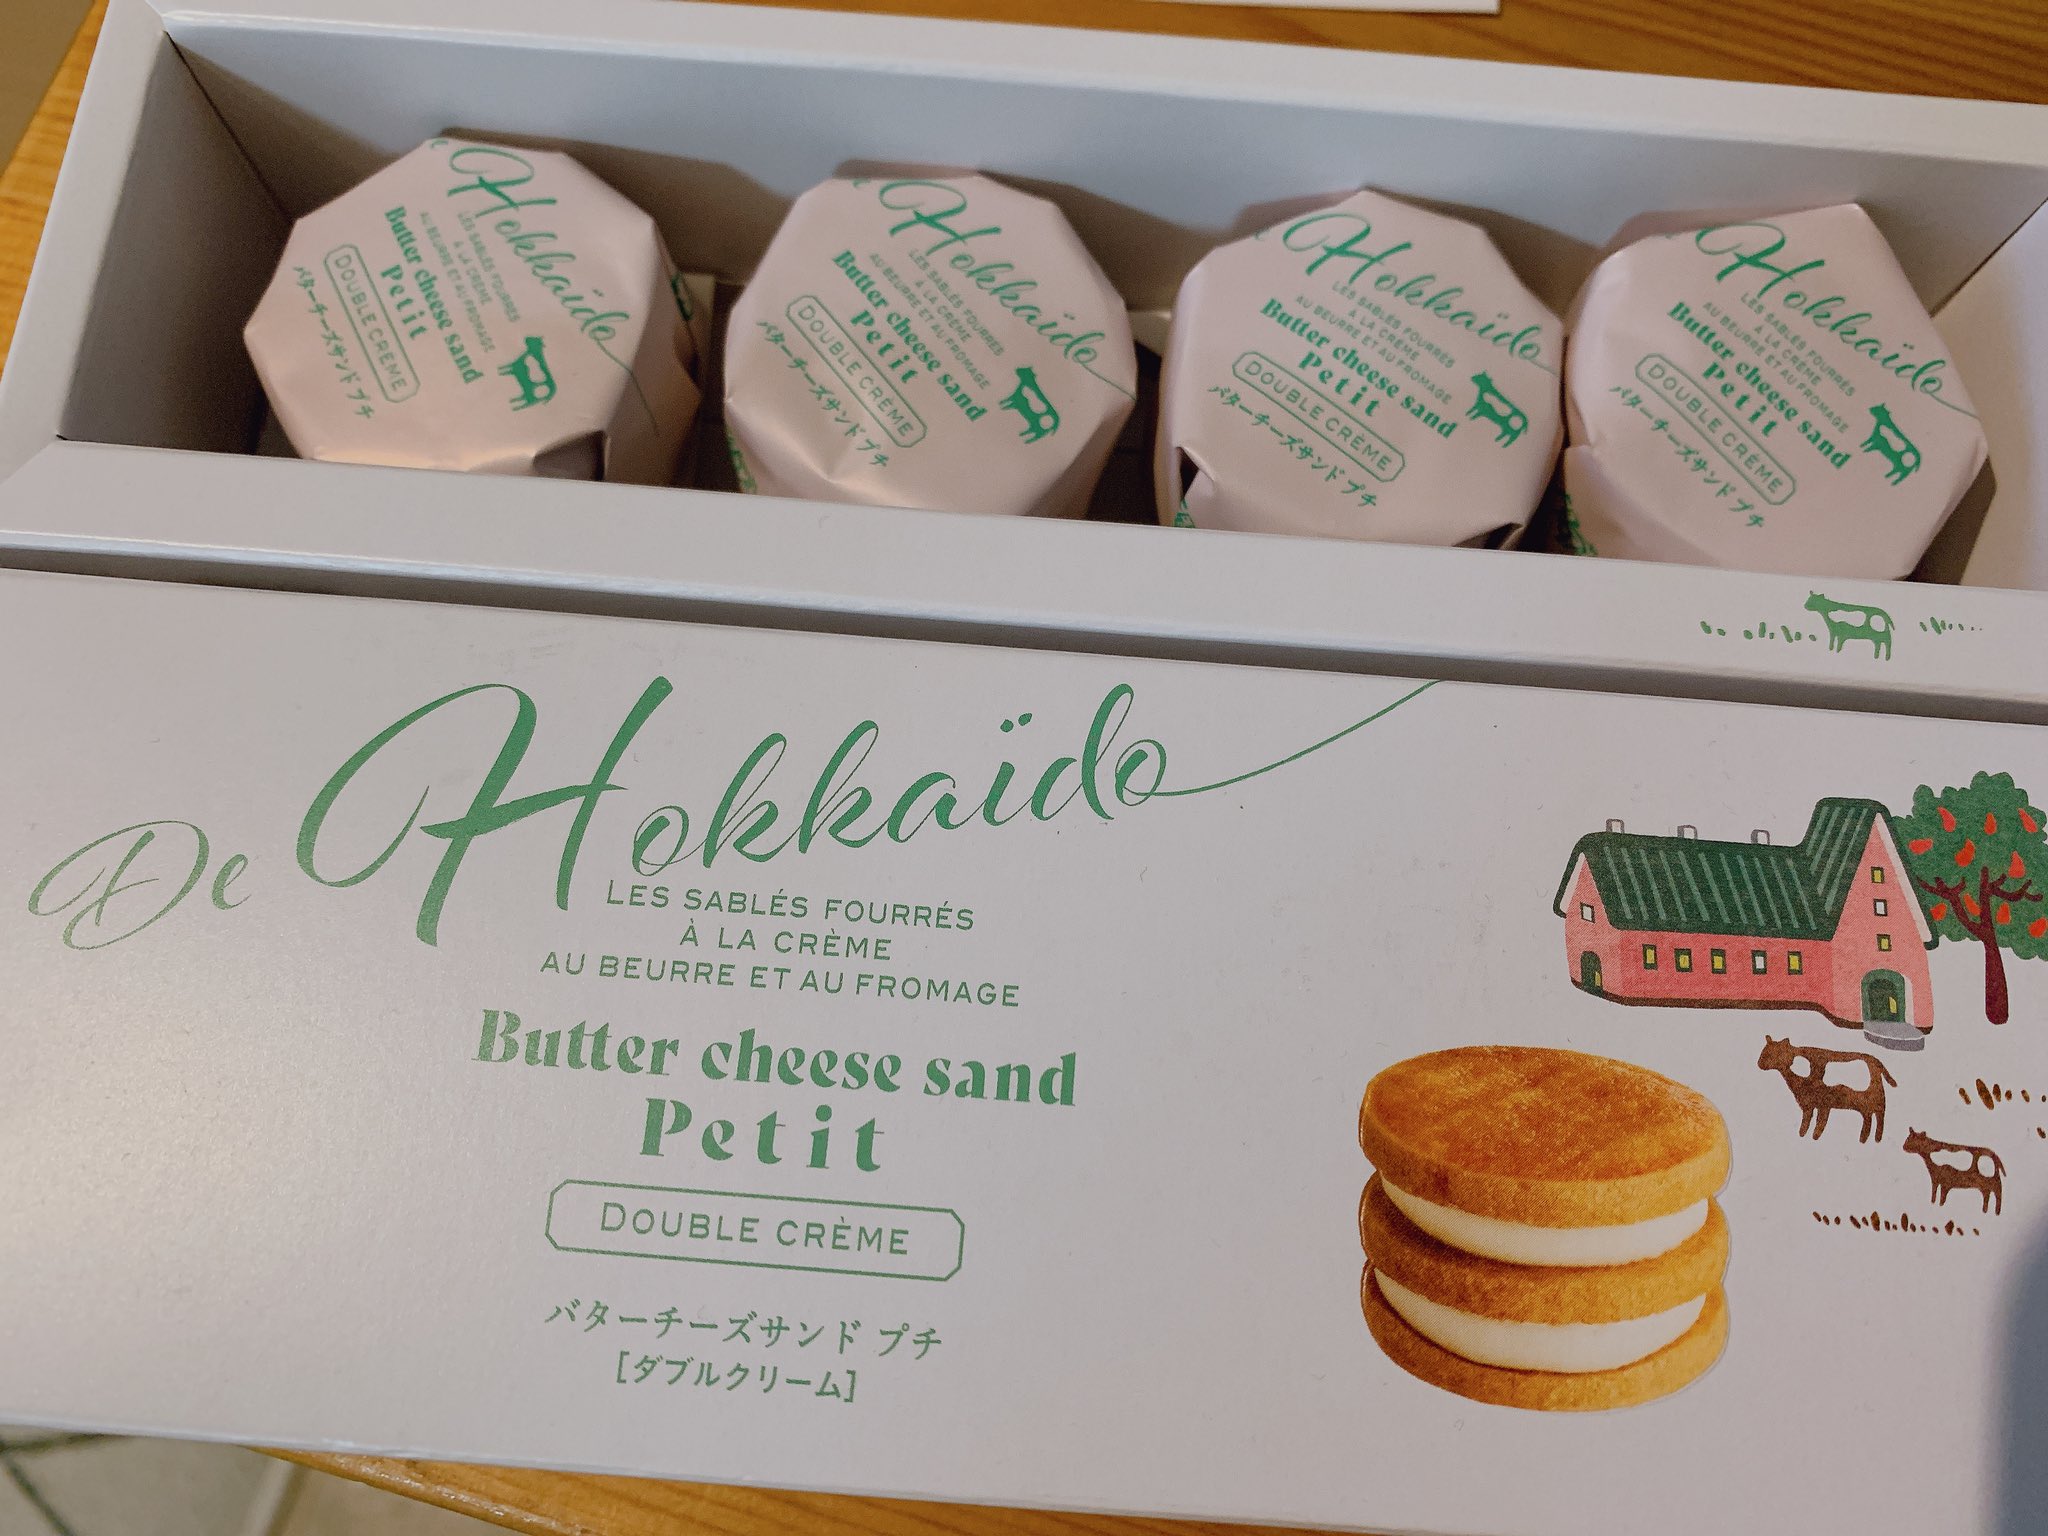 Hokkaïdo
LES SABLÉS FOURRÉS
À LA CRÈME
AU BEURRE ET AU FROMAGE
Butter cheese sand
Petit
DOUBLE CRÈME
バターチーズサンド プチ
Hokkaïdo
LES SABLÉS FOURRÉS
À LA CRÈME
AU BEURRE ET AU FROMAGE
Butter cheese sand
Petit
DOUBLE CRÈME
バターチーズサンド プチ
Hokkaïdo
LES SABLÉS FOURRÉS
À LA CRÈME
AU BEURRE ET AU FROMAGE
Butter cheese sand
Petit
DOUBLE CRÈME
バターチーズサンド プチ
Hokkaïdo
LES SABLÉS FOURRÉS
À LA CRÈME
AU BEURRE ET AU FROMAGE
Butter cheese sand
Petit
DOUBLE CRÈME
バターチーズサンド プチ
De Hokkaïdo
LES SABLÉS FOURRÉS
À LA CRÈME
AU BEURRE ET AU FROMAGE
Butter cheese sand
Petit
DOUBLE CRÈME
バターチーズサンド プチ
[ダブルクリーム]